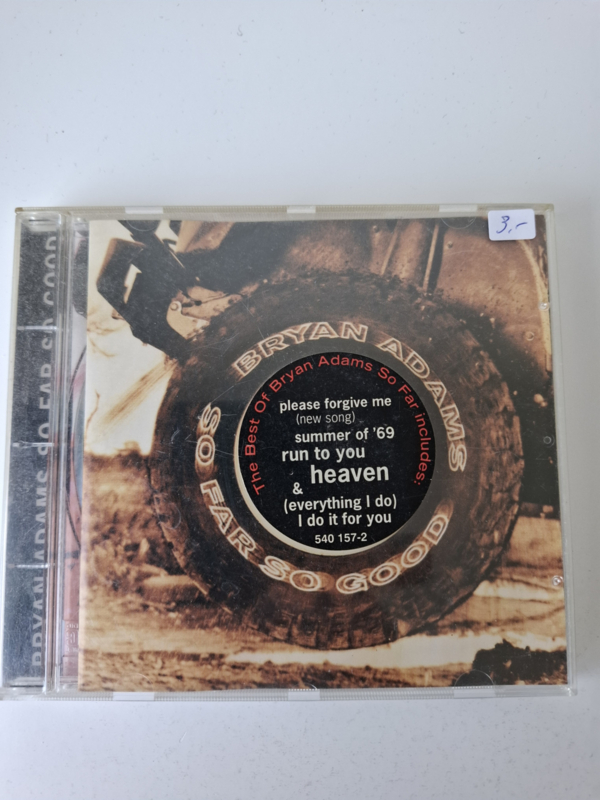 3,-
BRYAN ADAMS
SO FAR SO GOOD
The Best Of Bryan Adams So Far includes:
please forgive me
(new song)
summer of '69
run to you
heaven
&
(everything I do)
I do it for you
540 157-2
BRYAN ADAMS SO FAR SO GOOD